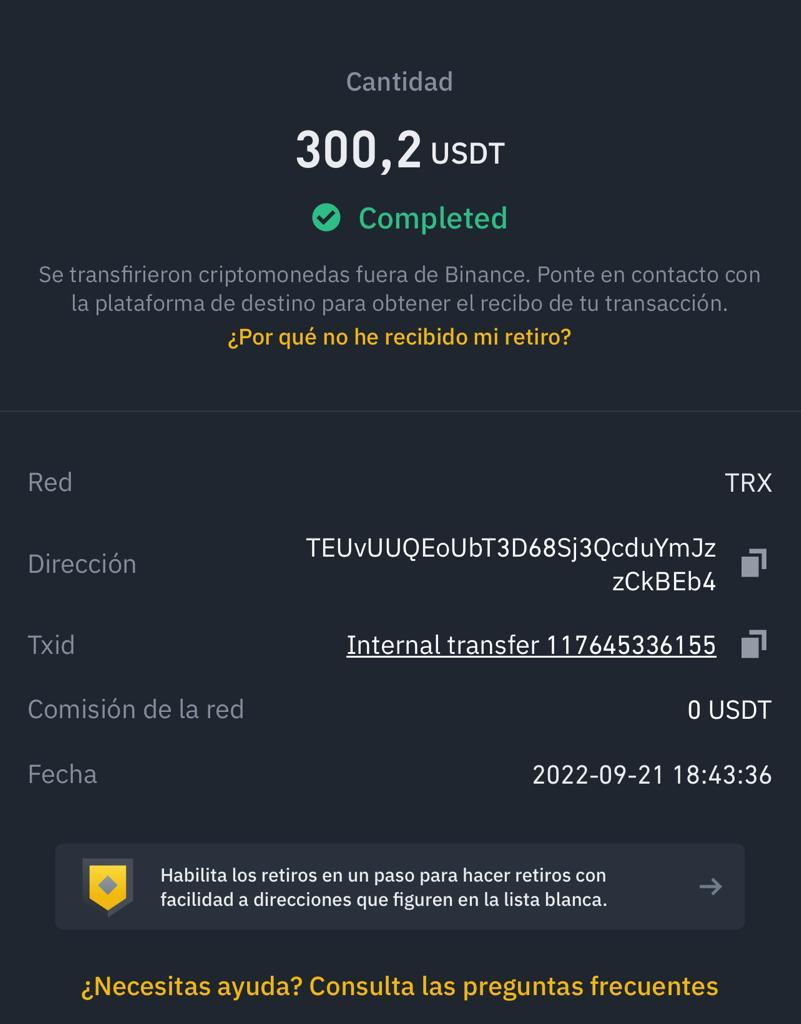 Cantidad
300,2 USDT
Completed
Se transfirieron criptomonedas fuera de Binance. Ponte en contacto con
la plataforma de destino para obtener el recibo de tu transacción.
¿Por qué no he recibido mi retiro?
Red TRX
Dirección TEUvUUQEoUbT3D68Sj3QcduYmJz
zCkBEb4
Txid Internal transfer 117645336155
Comisión de la red 0 USDT
Fecha 2022-09-21 18:43:36
Habilita los retiros en un paso para hacer retiros con
facilidad a direcciones que figuren en la lista blanca.
¿Necesitas ayuda? Consulta las preguntas frecuentes